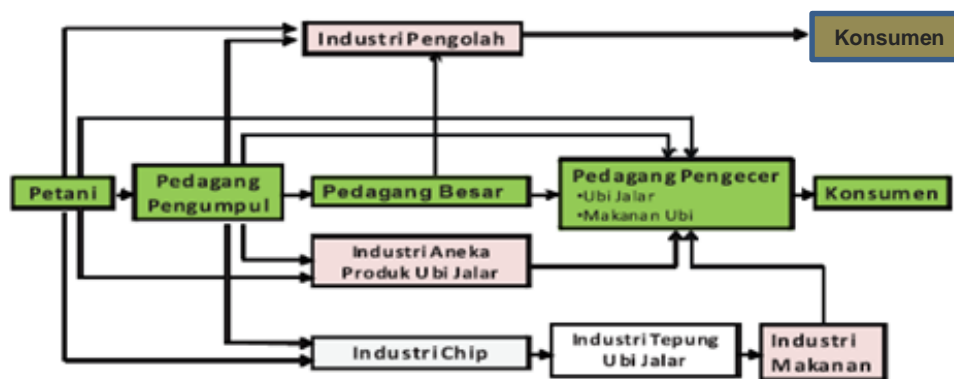 Industri Pengolah
Konsumen
Petani
Pedagang
Pengumpul
Pedagang Besar
Pedagang Pengecer
•Ubi Jalar
•Makanan Ubi
Konsumen
Industri Aneka
Produk Ubi Jalar
Industri Chip
Industri Tepung
Ubi Jalar
Industri
Makanan